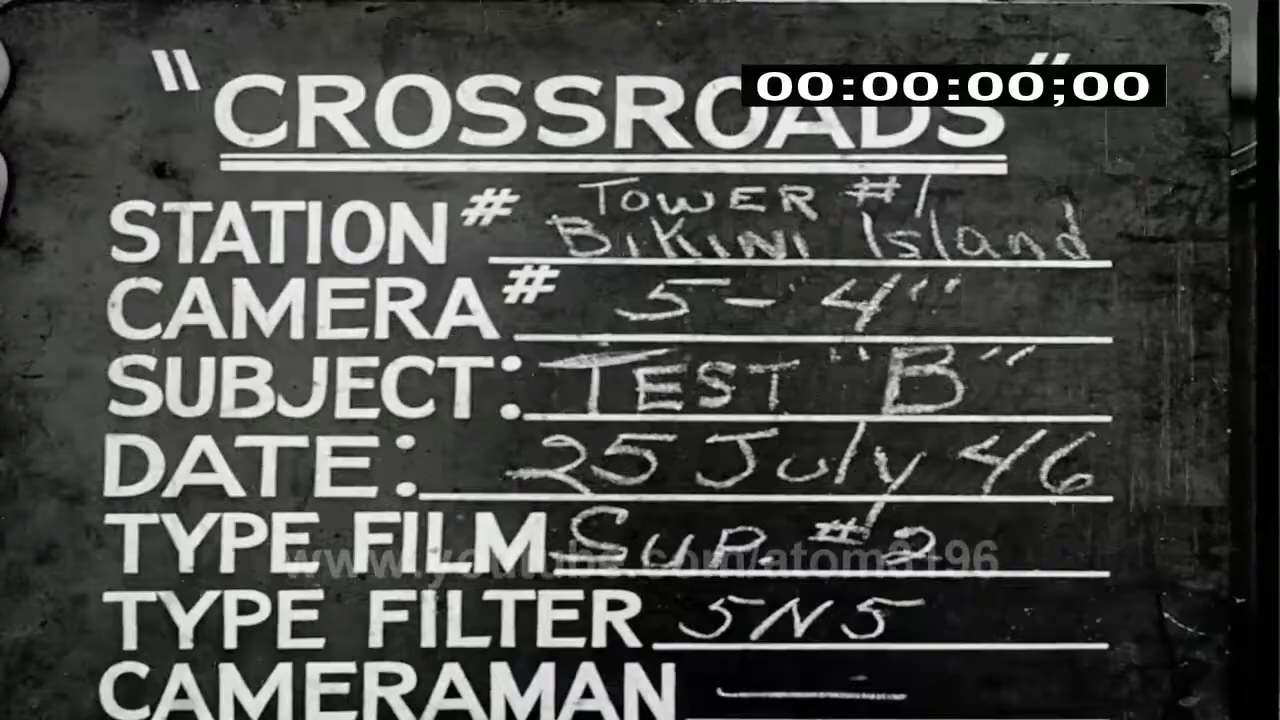 "CROSSROADS"
00:00:00;00
STATION # TOWER #1
BIKINI Island
CAMERA # 5-4"
SUBJECT: TEST "B"
DATE: 25 July 46
TYPE FILM SUP. #2
www.youtube.com/atom
TYPE FILTER 5N5
CAMERAMAN —